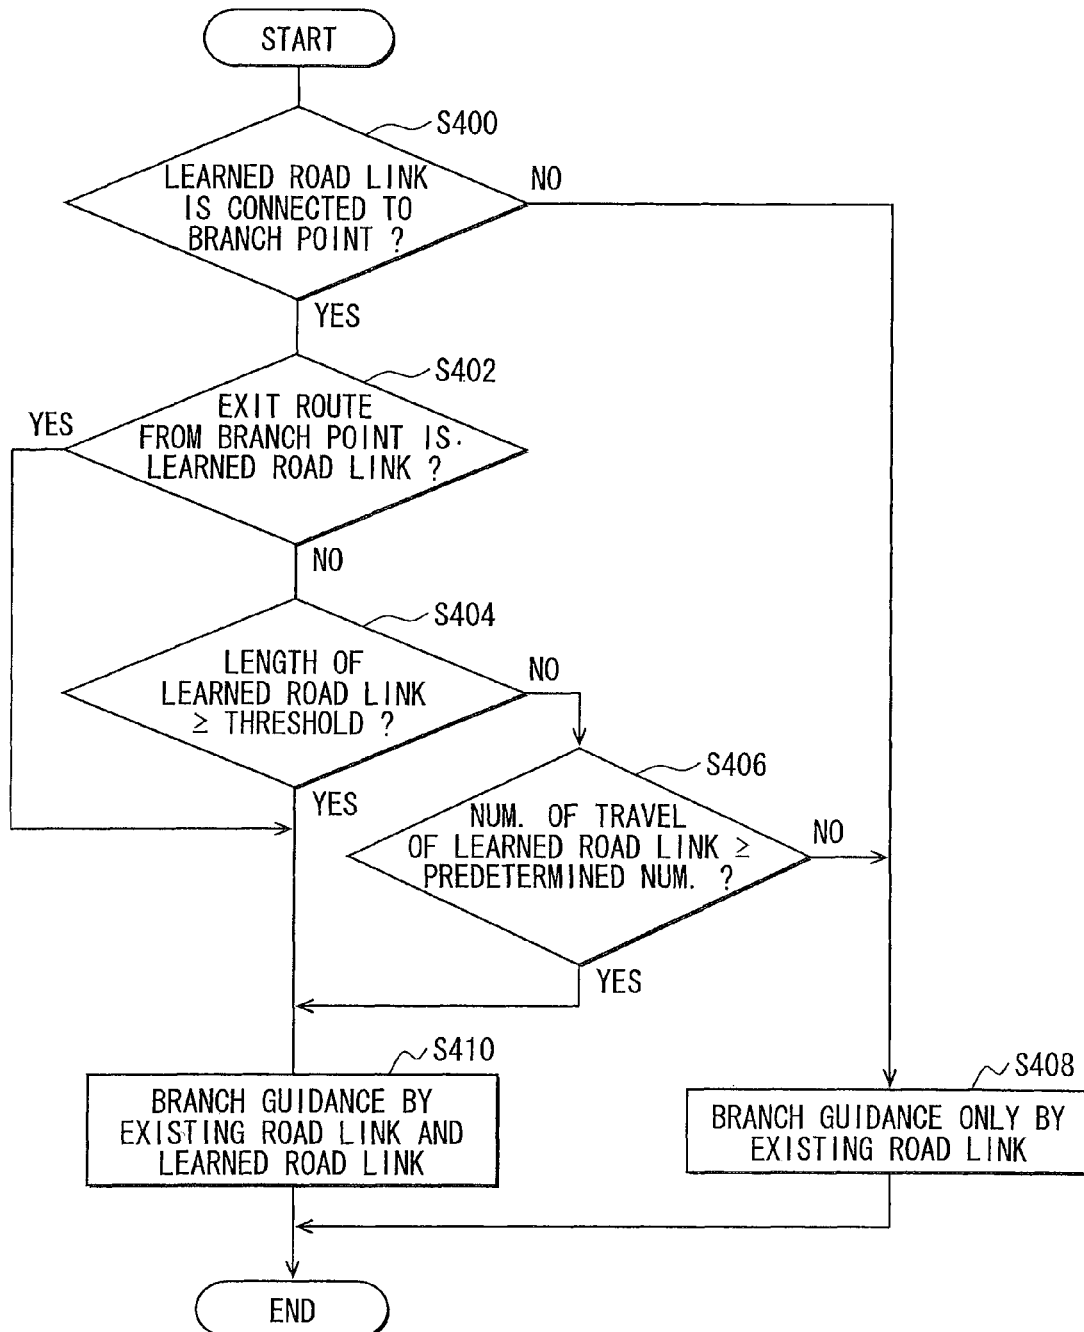 START
S400
LEARNED ROAD LINK
IS CONNECTED TO
BRANCH POINT ?
NO
YES
S402
EXIT ROUTE
FROM BRANCH POINT IS
LEARNED ROAD LINK ?
YES
NO
S404
LENGTH OF
LEARNED ROAD LINK
≥ THRESHOLD ?
NO
YES
S406
NUM. OF TRAVEL
OF LEARNED ROAD LINK ≥
PREDETERMINED NUM. ?
NO
YES
S410
BRANCH GUIDANCE BY
EXISTING ROAD LINK AND
LEARNED ROAD LINK
S408
BRANCH GUIDANCE ONLY BY
EXISTING ROAD LINK
END